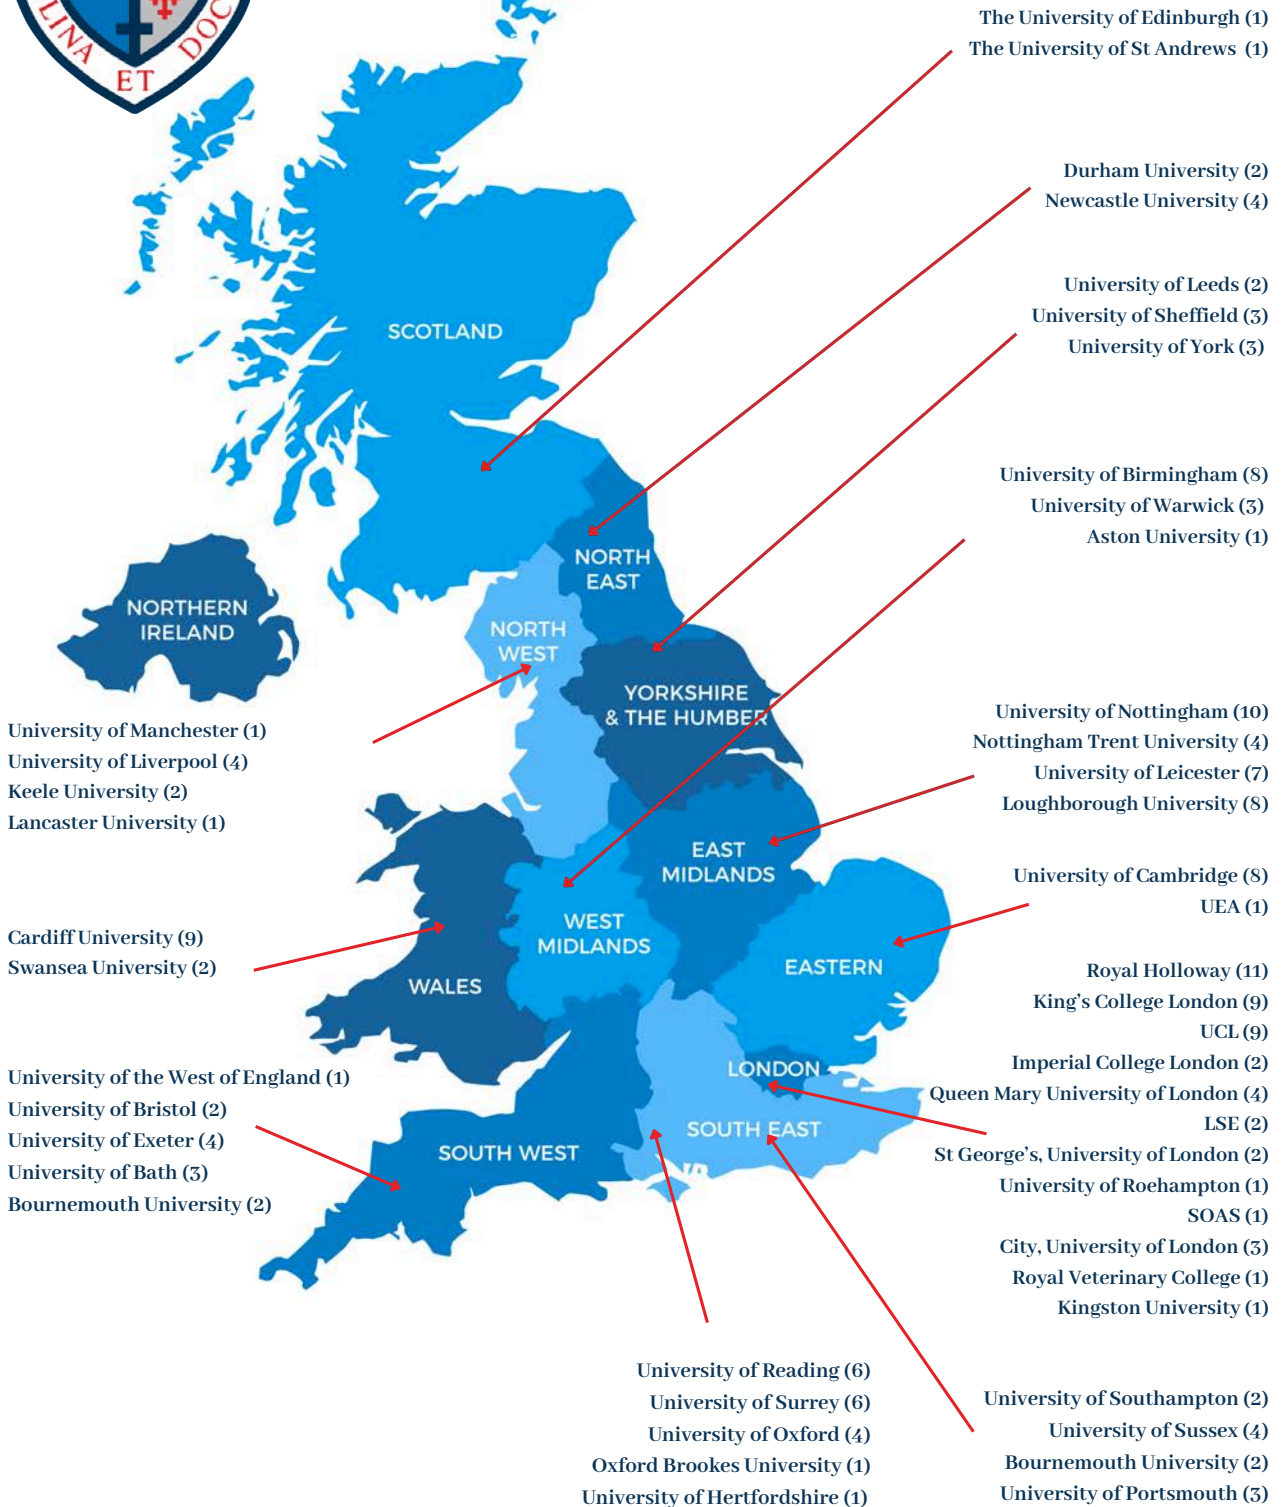 LINA ET DOC
The University of Edinburgh (1)
The University of St Andrews (1)
Durham University (2)
Newcastle University (4)
University of Leeds (2)
University of Sheffield (3)
University of York (3)
SCOTLAND
University of Birmingham (8)
University of Warwick (3)
Aston University (1)
NORTH
EAST
NORTHERN
IRELAND
NORTH
WEST
YORKSHIRE
& THE HUMBER
University of Manchester (1)
University of Liverpool (4)
Keele University (2)
Lancaster University (1)
University of Nottingham (10)
Nottingham Trent University (4)
University of Leicester (7)
Loughborough University (8)
EAST
MIDLANDS
University of Cambridge (8)
UEA (1)
WEST
MIDLANDS
EASTERN
Cardiff University (9)
Swansea University (2)
WALES
Royal Holloway (11)
King's College London (9)
UCL (9)
Imperial College London (2)
Queen Mary University of London (4)
LSE (2)
St George's, University of London (2)
University of Roehampton (1)
SOAS (1)
City, University of London (3)
Royal Veterinary College (1)
Kingston University (1)
LONDON
SOUTH EAST
SOUTH WEST
University of the West of England (1)
University of Bristol (2)
University of Exeter (4)
University of Bath (3)
Bournemouth University (2)
University of Reading (6)
University of Surrey (6)
University of Oxford (4)
Oxford Brookes University (1)
University of Hertfordshire (1)
University of Southampton (2)
University of Sussex (4)
Bournemouth University (2)
University of Portsmouth (3)